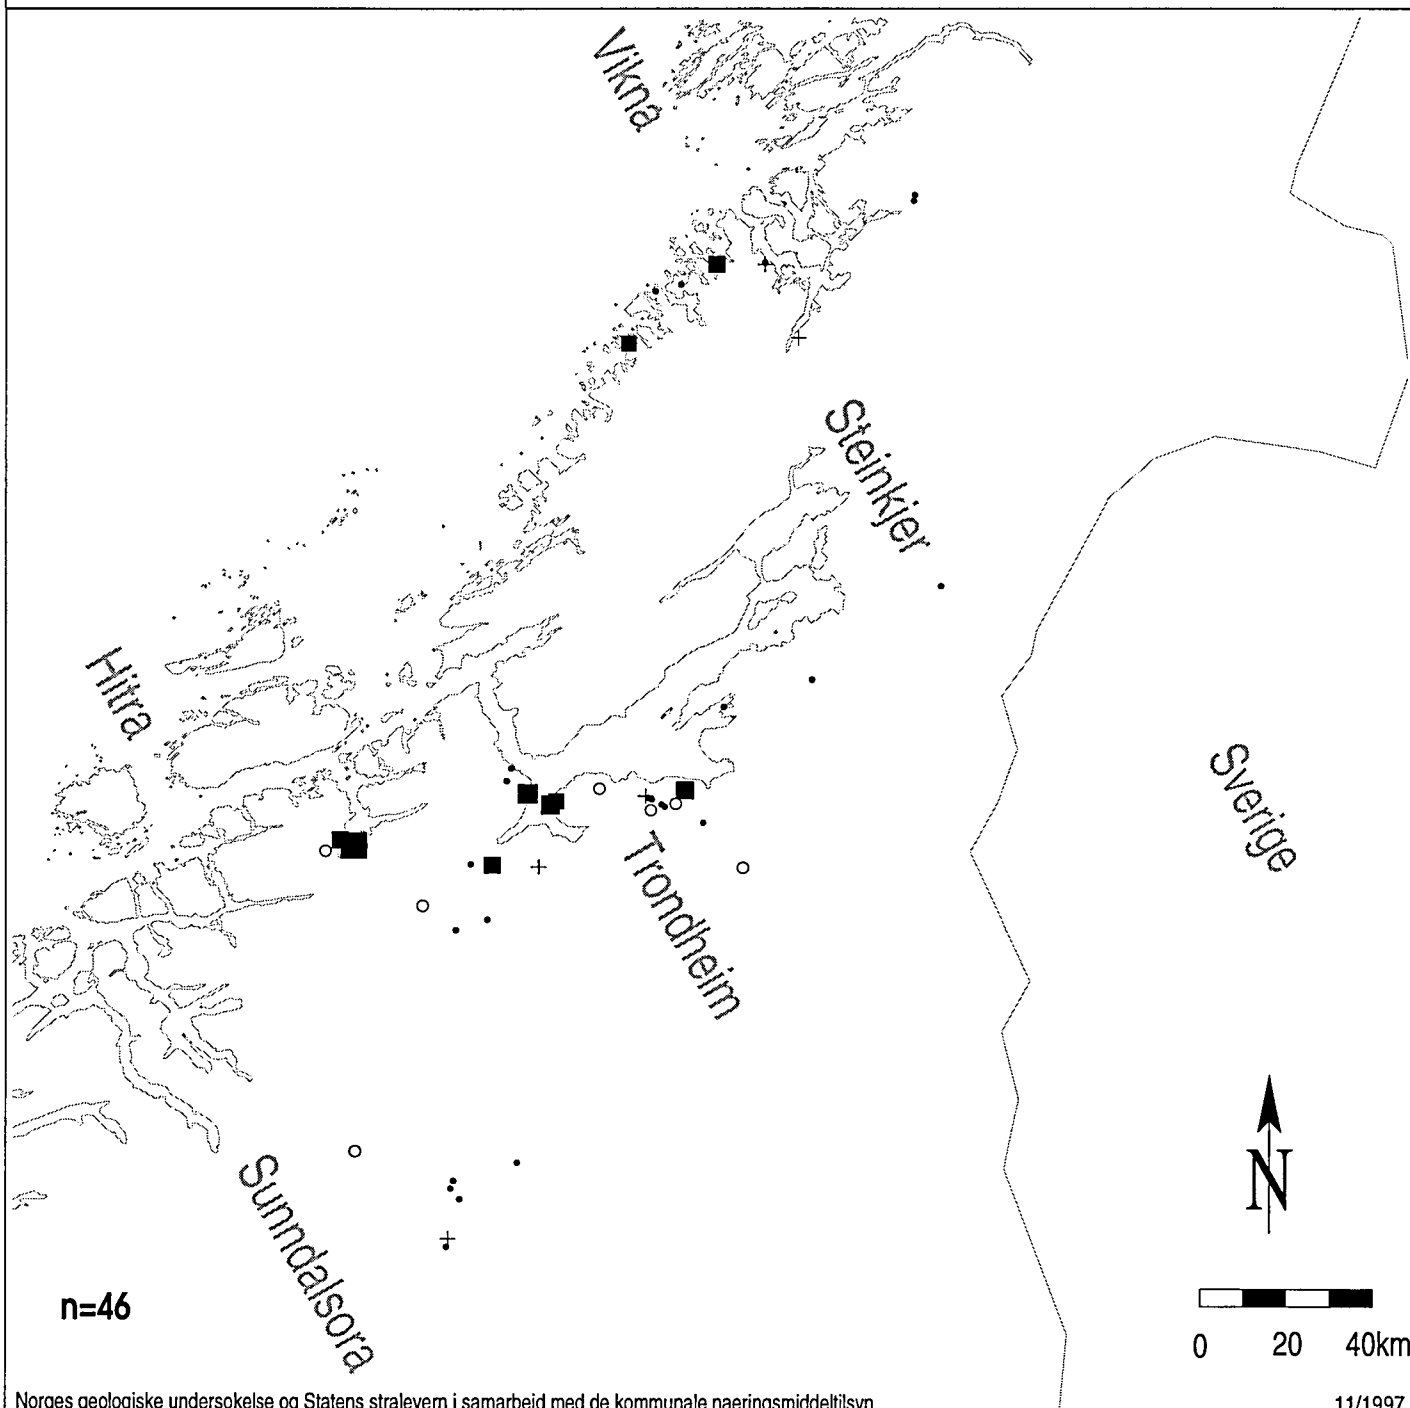 Vikna
Steinkjer
Hitra
Sverige
Trondheim
Sunndalsora
N
n=46
0 20 40km
Norges geologiske undersokelse og Statens stralevern i samarbeid med de kommunale naeringsmiddeltilsyn
11/1997